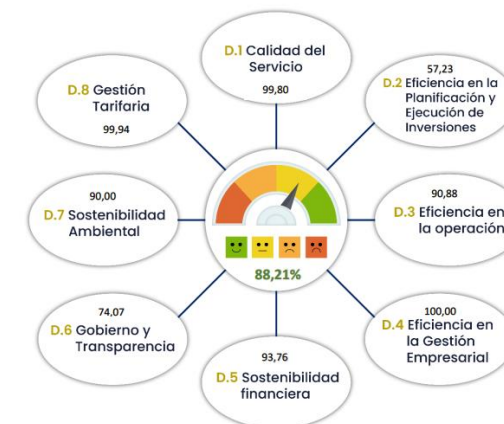 D.1 Calidad del
Servicio
99,80
57,23
D.2 Eficiencia en la
Planificación y
Ejecución de
Inversiones
90,88
D.3 Eficiencia en
la operación
100,00
D.4 Eficiencia en
la Gestión
Empresarial
93,76
D.5 Sostenibilidad
financiera
74,07
D.6 Gobierno y
Transparencia
90,00
D.7 Sostenibilidad
Ambiental
D.8 Gestión
Tarifaria
99,94
88,21%